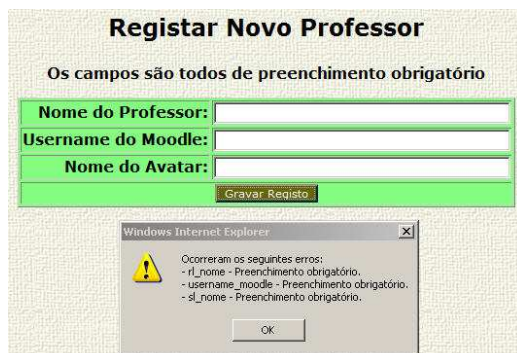 Registar Novo Professor
Os campos são todos de preenchimento obrigatório
Nome do Professor:
Username do Moodle:
Nome do Avatar:
Gravar Registo
Windows Internet Explorer
Ocorreram os seguintes erros:
- rl_nome - Preenchimento obrigatório.
- username_moodle - Preenchimento obrigatório.
- sl_nome - Preenchimento obrigatório.
OK